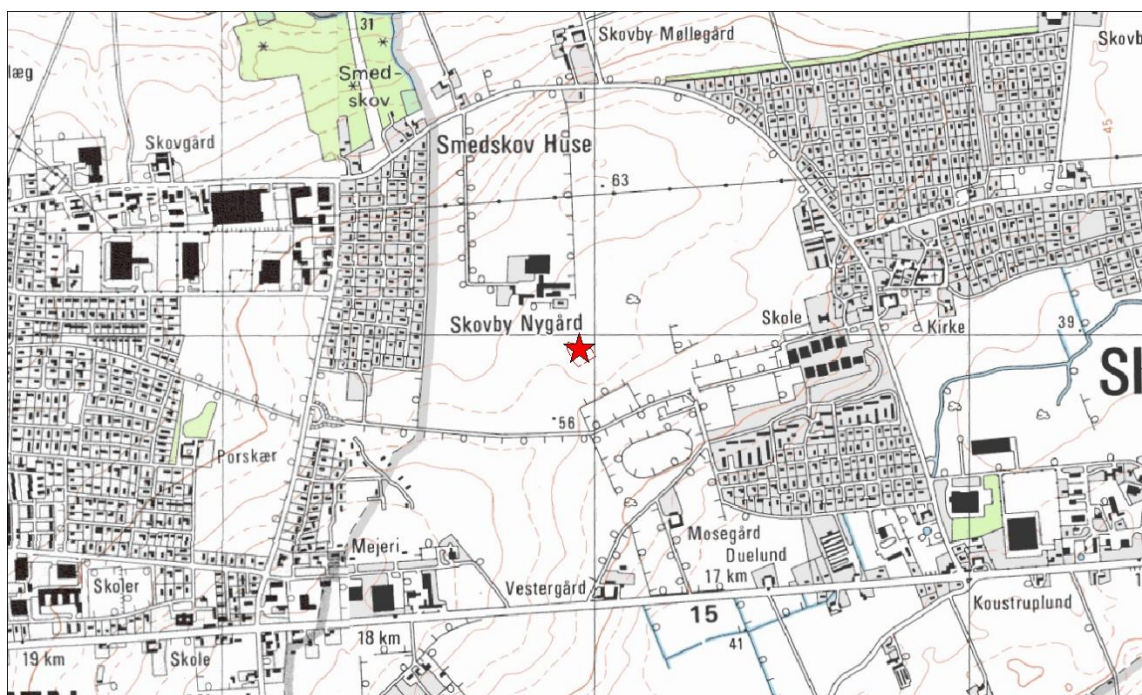 31
Skovby Møllegård
Skovb
læg
Smed-
skov
Skovgård
Smedskov Huse
45
63
Skovby Nygård
Skole
Kirke
39
Sk
56
Porskær
Mosegård
Duelund
Mejeri
17 km
Skoler
Vestergård
15
Koustruplund
18 km
41
19 km
Skole